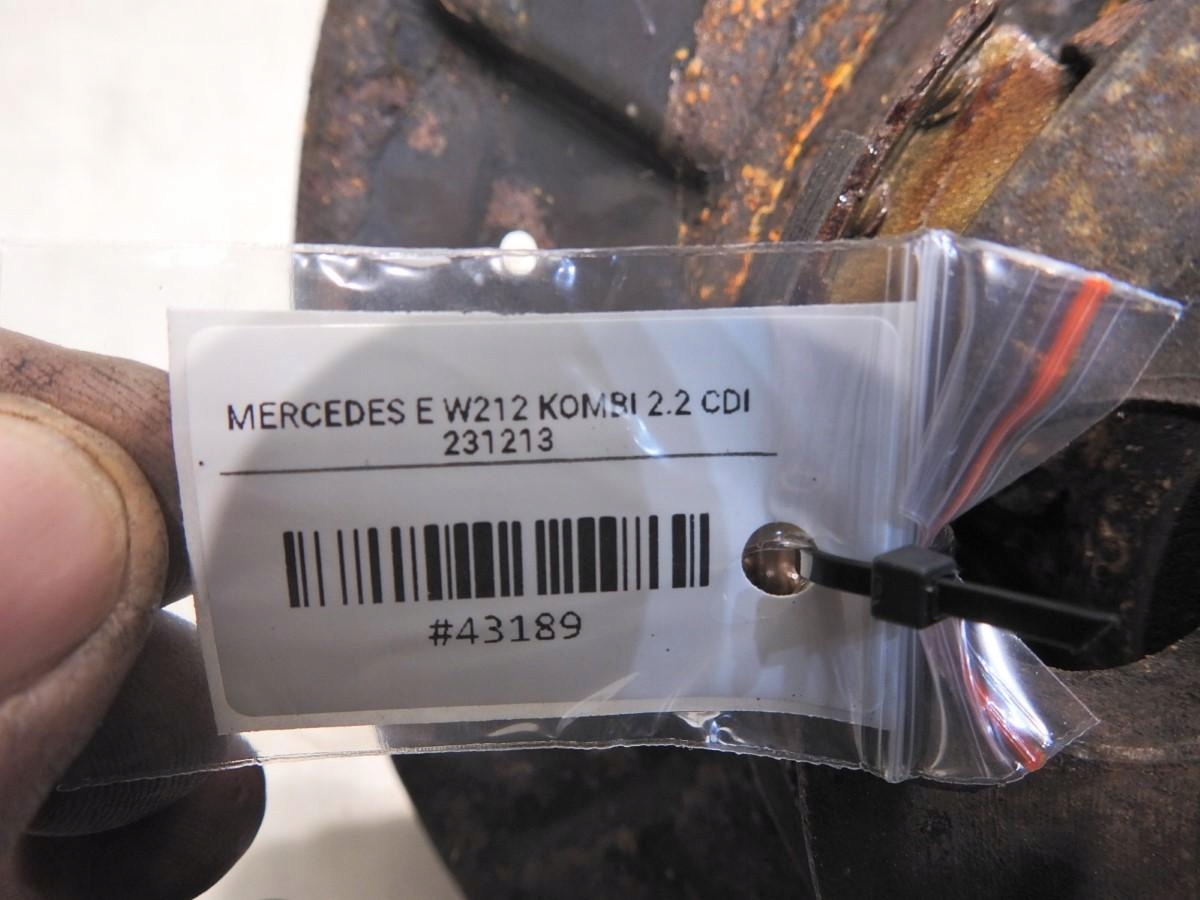 MERCEDES E W212 KOMBI 2.2 CDI
231213
#43189